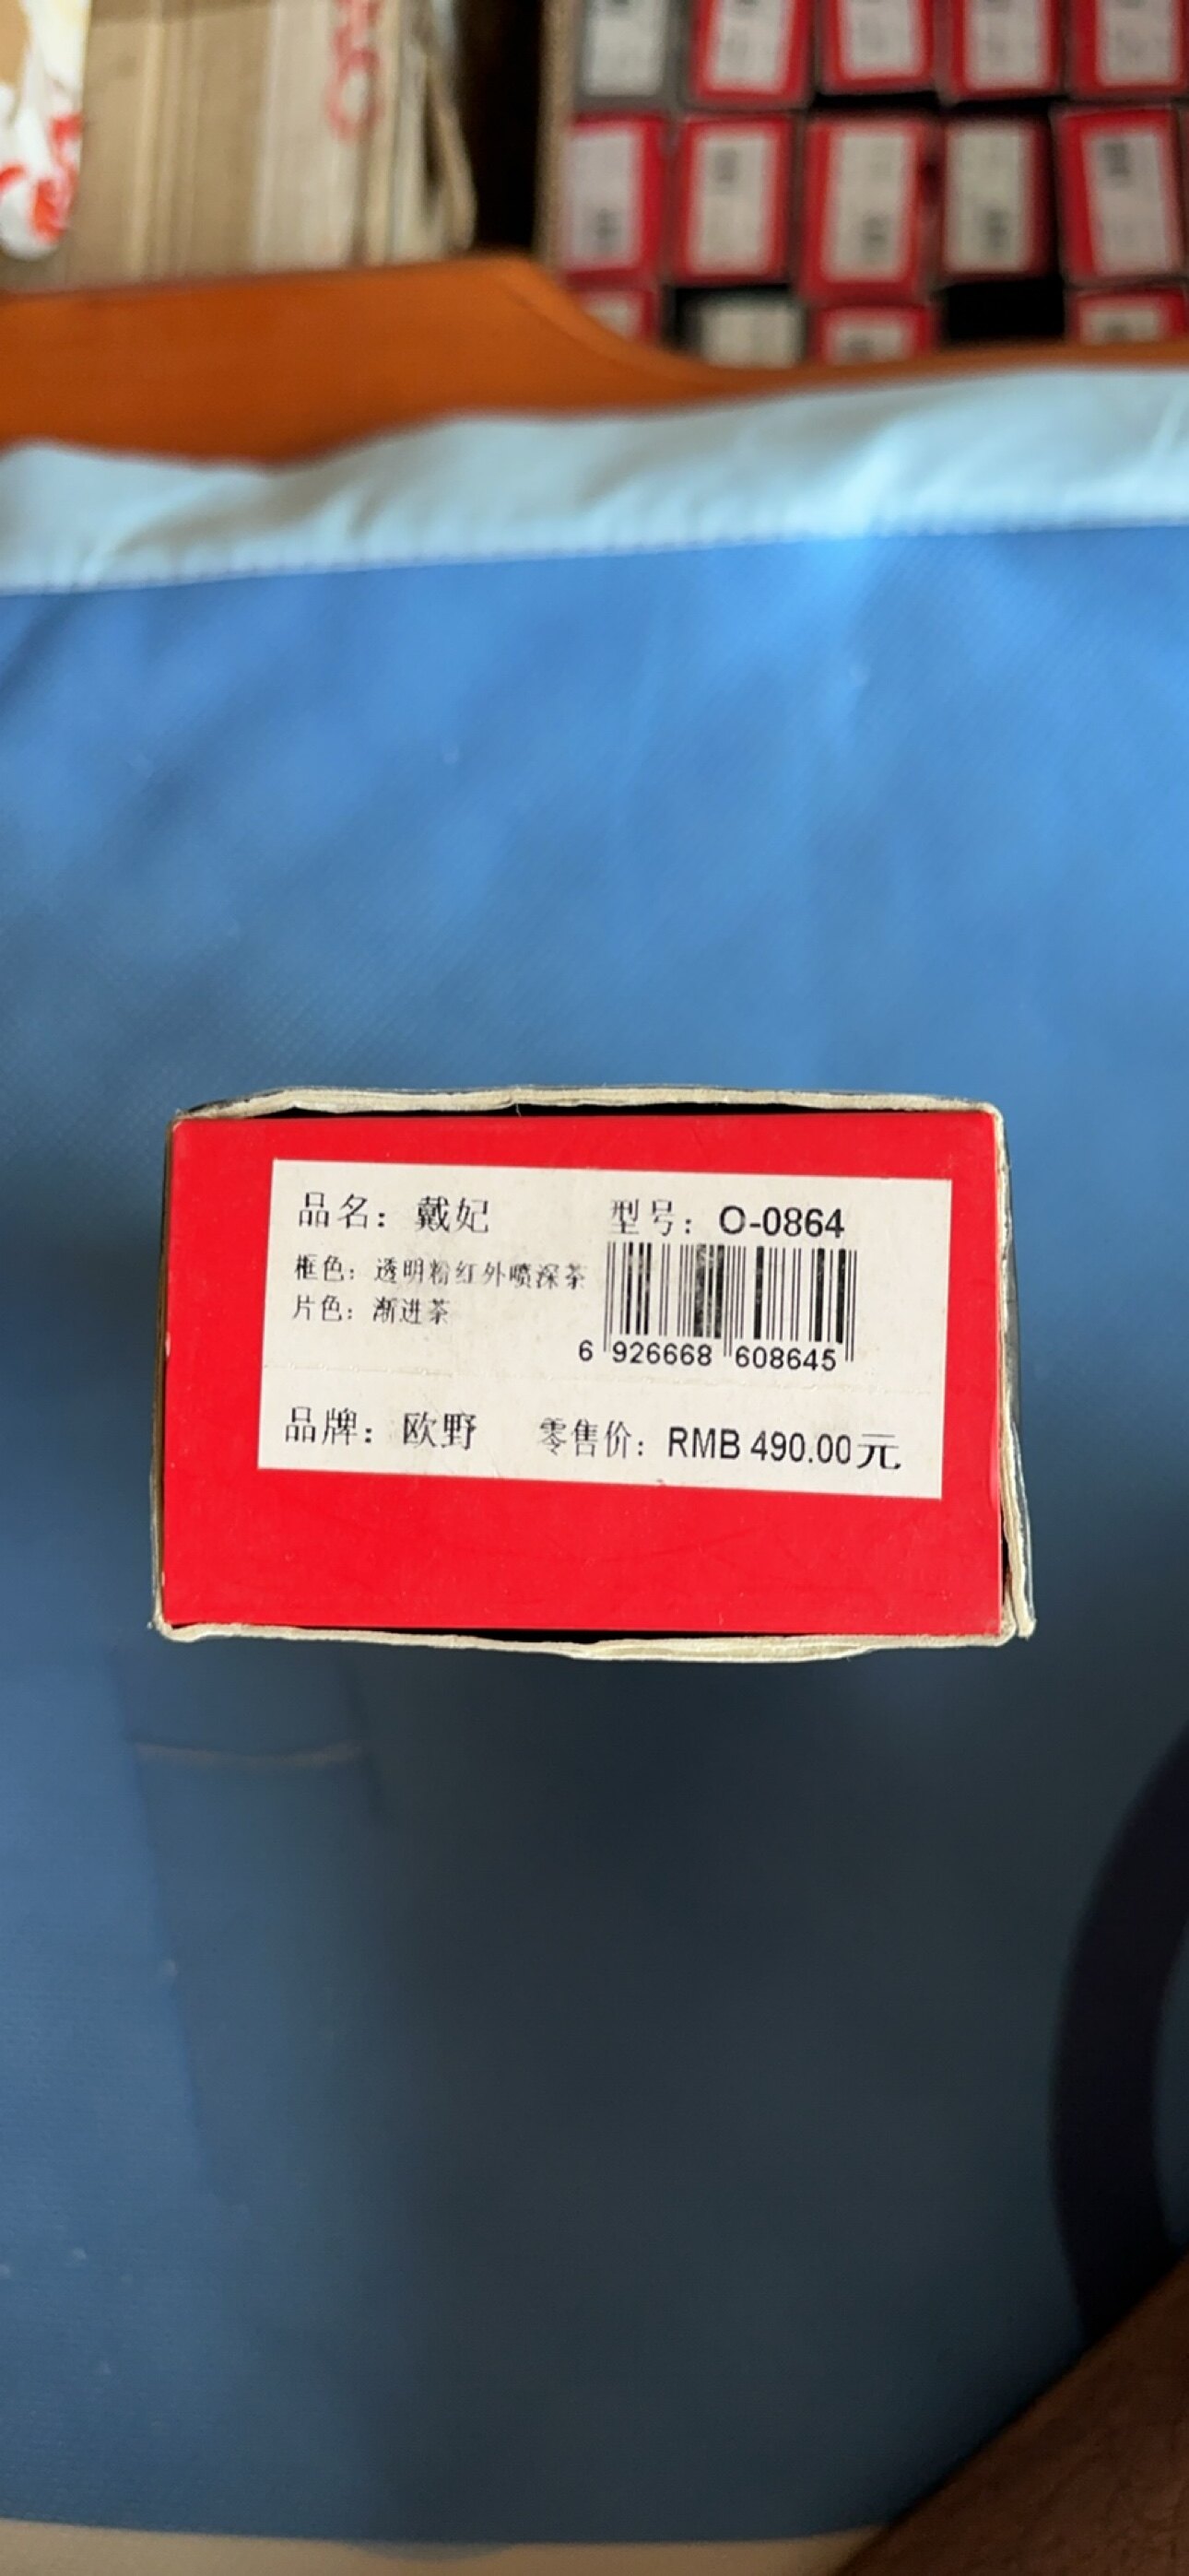 品名：戴妃 型号：O-0864
框色：透明粉红外喷深茶
片色：渐进茶
6 926668 608645
品牌：欧野 零售价：RMB 490.00元